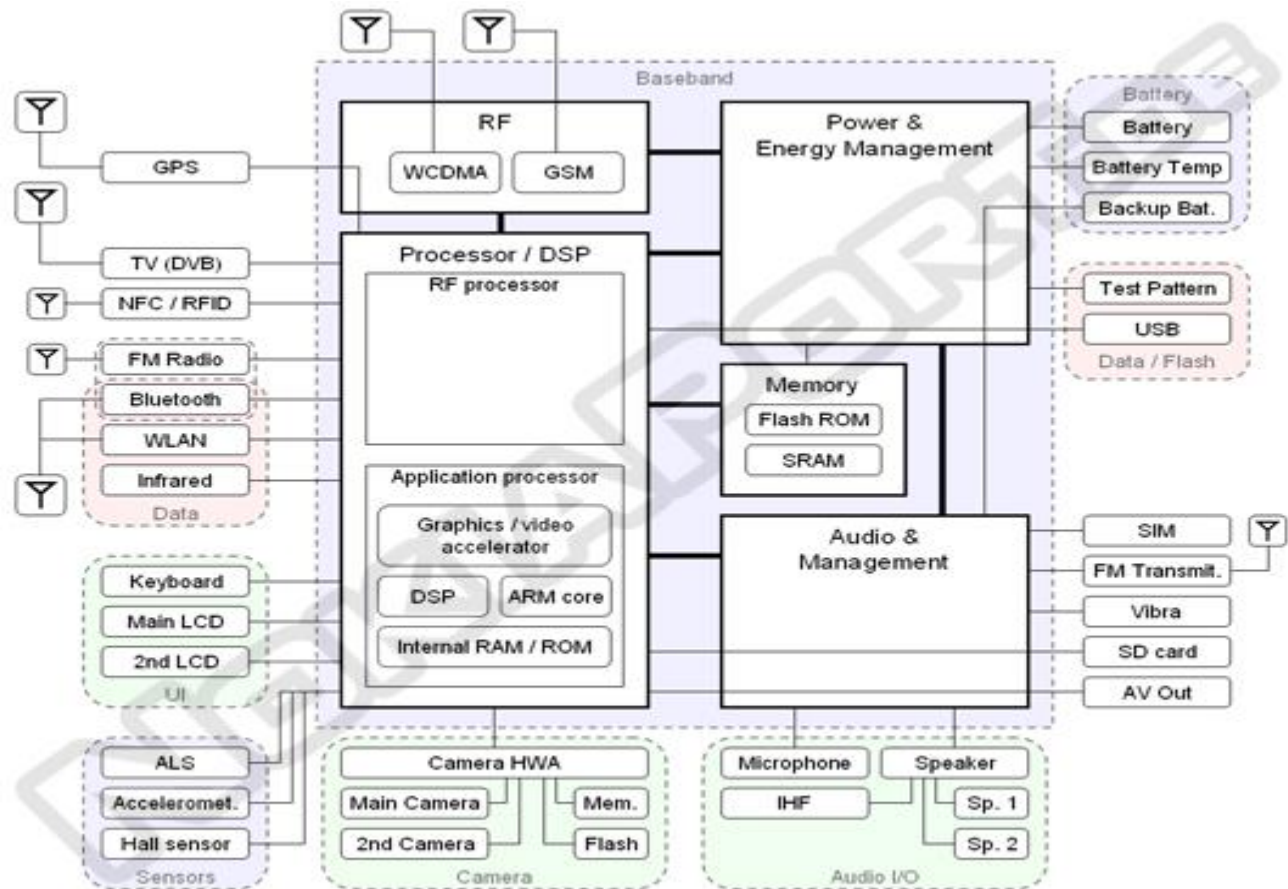 Baseband
RF
WCDMA
GSM
Power &
Energy Management
Battery
Battery
Battery Temp
Backup Bat.
GPS
TV (DVB)
NFC / RFID
FM Radio
Bluetooth
WLAN
Infrared
Data
Processor / DSP
RF processor
Application processor
Graphics / video
accelerator
DSP
ARM core
Internal RAM / ROM
Memory
Flash ROM
SRAM
Test Pattern
USB
Data / Flash
Audio &
Management
SIM
FM Transmit.
Vibra
SD card
AV Out
Keyboard
Main LCD
2nd LCD
UI
ALS
Acceleromet.
Hall sensor
Sensors
Camera HWA
Main Camera
Mem.
2nd Camera
Flash
Camera
Microphone
Speaker
IHF
Sp. 1
Sp. 2
Audio I/O